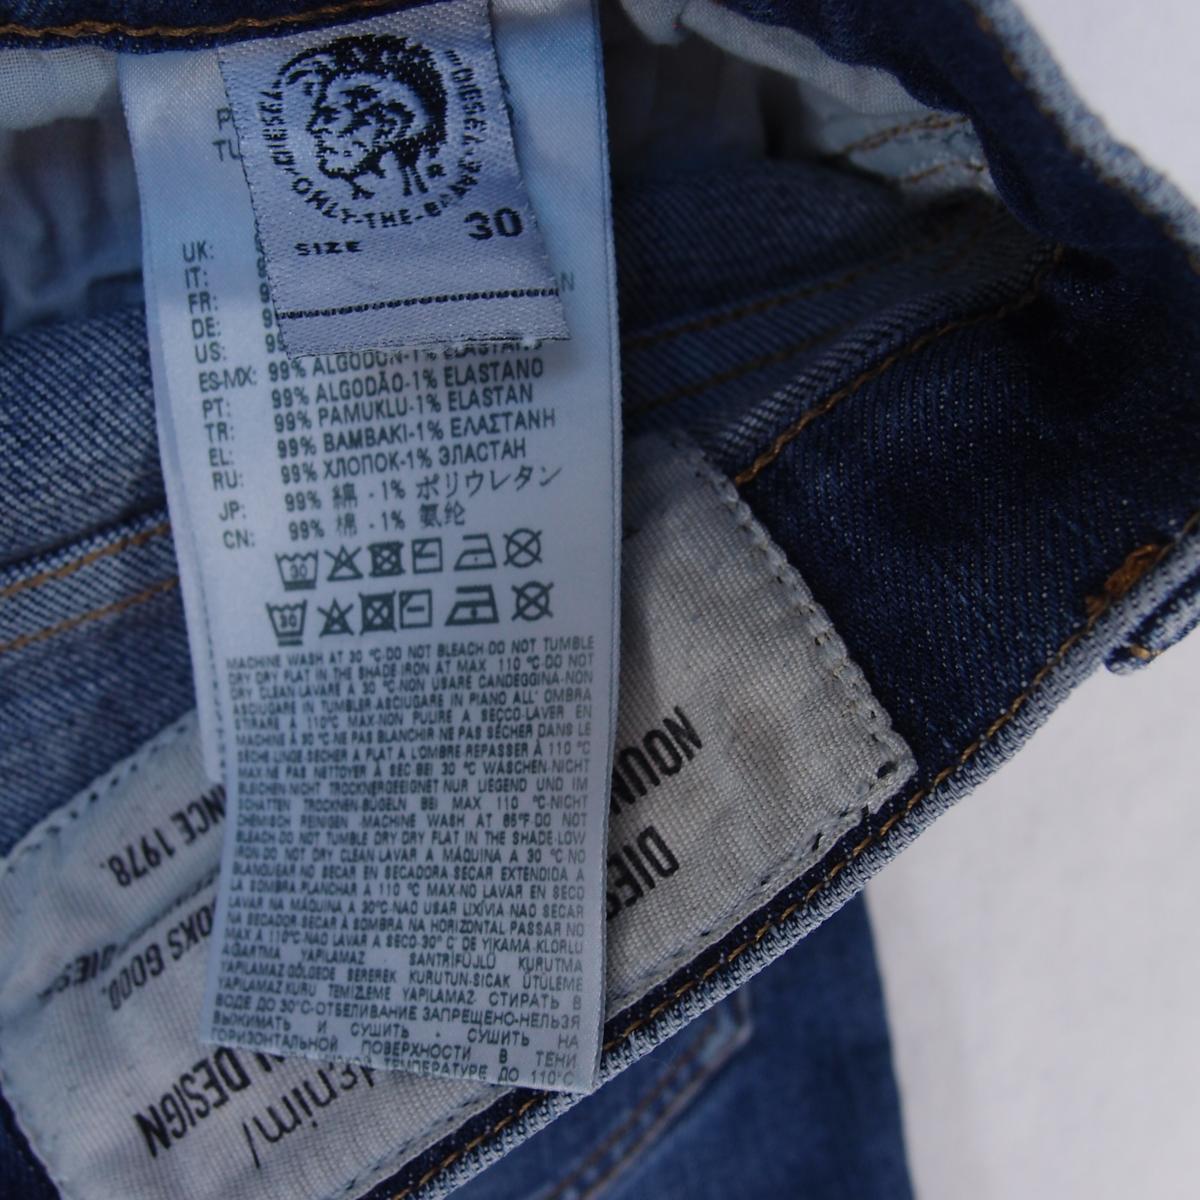 DIESEL
ONLY-THE-BRAVE
DIESEL
SIZE 30
UK:
IT:
FR:
DE:
US:
ES-MX: 99% ALGODÓN-1% ELASTANO
PT: 99% ALGODÃO-1% ELASTANO
TR: 99% PAMUKLU-1% ELASTAN
EL: 99% BAMBAKI-1% ΕΛΑΣΤΑΝΗ
RU: 99% ХЛОПОК-1% ЭЛАСТАН
JP: 99% 綿 -1% ポリウレタン
CN: 99% 棉 -1% 氨纶
30
30
MACHINE WASH AT 30 °C-DO NOT BLEACH-DO NOT TUMBLE
DRY DRY FLAT IN THE SHADE-IRON AT MAX 110 °C-DO NOT
DRY CLEAN-LAVARE A 30 °C-NON USARE CANDEGGINA-NON
ASCIUGARE IN TUMBLER-ASCIUGARE IN PIANO ALL' OMBRA
STIRARE A 110°C MAX-NON PULIRE A SECCO-LAVER EN
MACHINE À 30 °C-NE PAS BLANCHIR-NE PAS SÉCHER DANS LE
SÈCHE-LINGE-SÉCHER A PLAT A L'OMBRE REPASSER À 110 °C
MAX-NE PAS NETTOYER À SEC-BEI 30 °C WASCHEN-NICHT
BLEICHEN-NICHT TROCKNERGEEIGNET NUR LIEGEND UND IM
SCHATTEN TROCKNEN-BÜGELN BEI MAX 110 °C-NICHT
CHEMISCH REINIGEN -MACHINE WASH AT 85°F-DO NOT
BLEACH-DO NOT TUMBLE DRY-DRY FLAT IN THE SHADE-LOW
IRON-DO NOT DRY CLEAN-LAVAR A MÁQUINA A 30 °C NO
BLANQUEAR-NO SECAR EN SECADORA-SECAR EXTENDIDA A
LA SOMBRA-PLANCHAR A 110 °C MAX-NO LAVAR EN SECO
LAVAR NA MÁQUINA A 30°C-NÃO USAR LIXÍVIA-NÃO SECAR
NA SECADOR-SECAR À SOMBRA NA HORIZONTAL PASSAR NO
MAX A 110°C-NÃO LAVAR A SECO-30° C' DE YIKAMA-KLORLU
AĞARTMA YAPILAMAZ SANTRİFÜJLÜ KURUTMA
YAPILAMAZ-GÖLGEDE SEREREK KURUTUN-SICAK ÜTÜLEME
YAPILAMAZ-KURU TEMİZLEME YAPILAMAZ СТИРАТЬ В
ВОДЕ ДО 30°C-ОТБЕЛИВАНИЕ ЗАПРЕЩЕНО-НЕЛЬЗЯ
ВЫЖИМАТЬ И СУШИТЬ - СУШИТЬ НА
ГОРИЗОНТАЛЬНОЙ ПОВЕРХНОСТИ В ТЕНИ
ТЕМПЕРАТУРЕ ДО 110°C
1978.
GOOD.
DESIGN